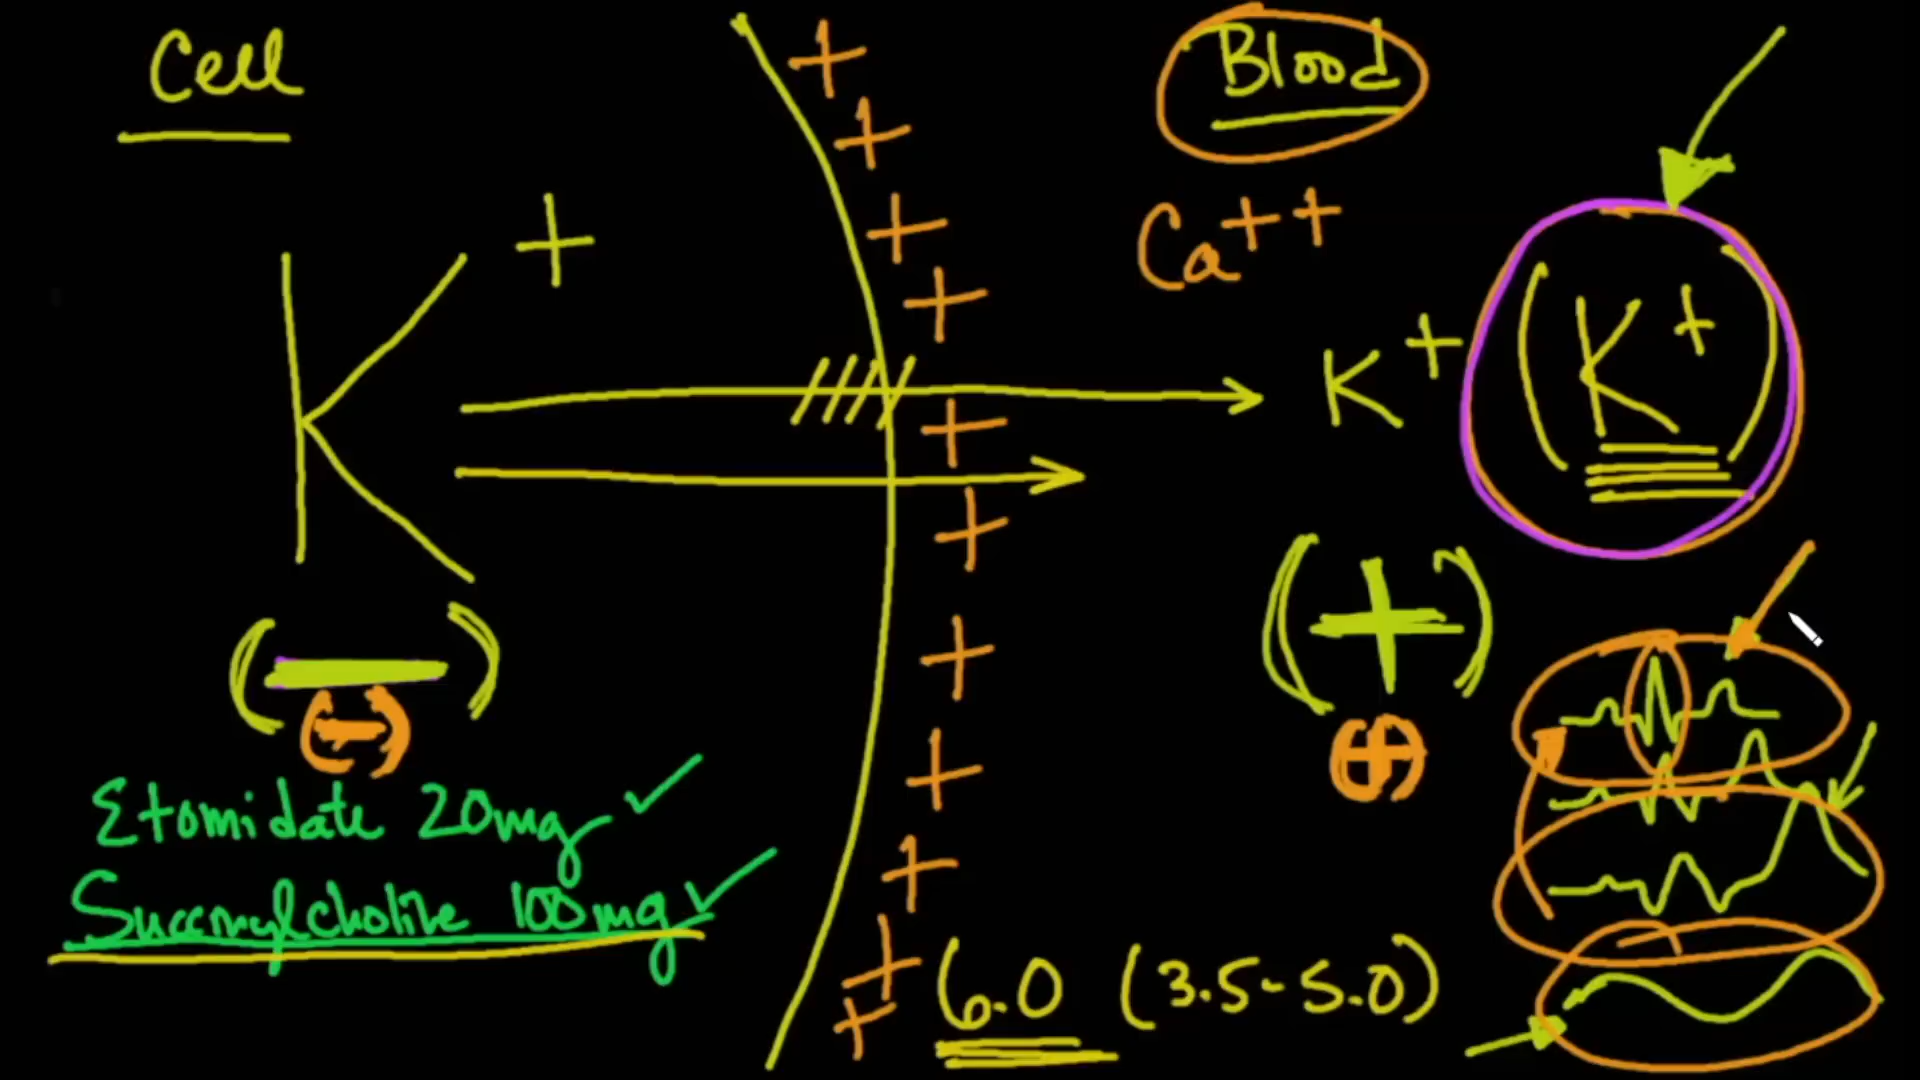 Cell
Blood
Ca++
K+
K+
(K+)
(-)
(-)
(+)
(+)
Etomidate 20mg
Succinylcholine 100mg
6.0 (3.5-5.0)
+
+
+
+
+
+
+
+
+
+
+